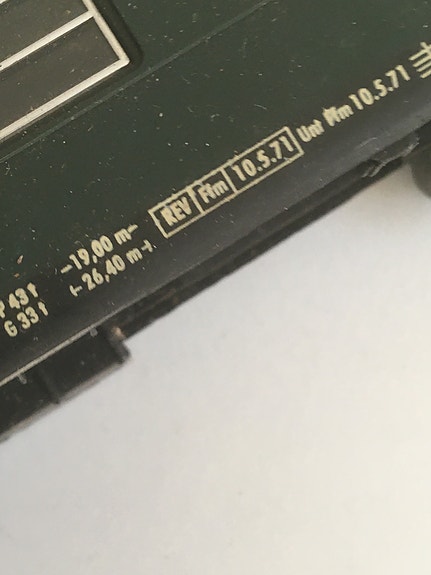 P 43 t
G 33 t
-19,00 m-
(-26,40 m-)
REV Ffm 10.5.71
Unt Ffm 10.5.71